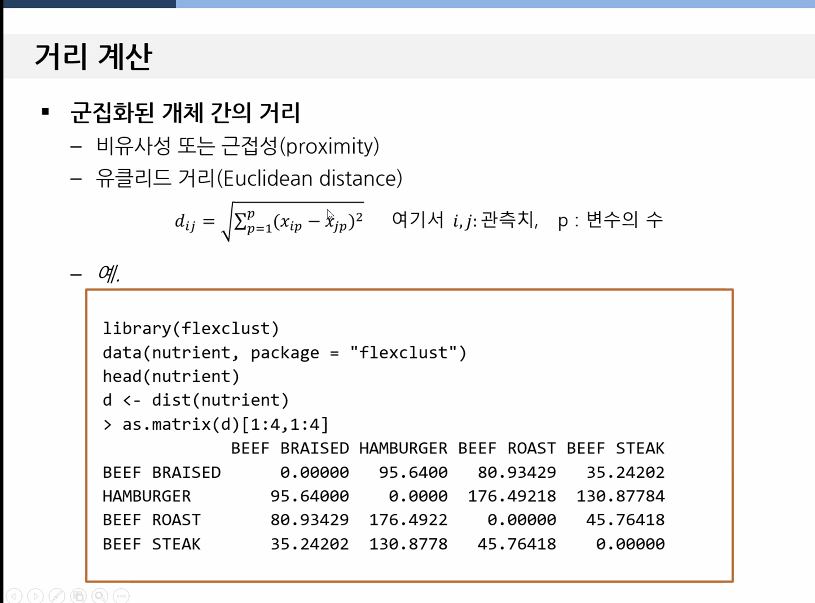 거리 계산
▪ 군집화된 개체 간의 거리
– 비유사성 또는 근접성(proximity)
– 유클리드 거리(Euclidean distance)
d_{ij} = \sqrt{\sum_{p=1}^{p}(x_{ip} − x_{jp})^2} 여기서 i,j: 관측치, p : 변수의 수
– 예.
library(flexclust)
data(nutrient, package = "flexclust")
head(nutrient)
d <- dist(nutrient)
> as.matrix(d)[1:4,1:4]
BEEF BRAISED HAMBURGER BEEF ROAST BEEF STEAK
BEEF BRAISED 0.00000 95.6400 80.93429 35.24202
HAMBURGER 95.64000 0.0000 176.49218 130.87784
BEEF ROAST 80.93429 176.4922 0.00000 45.76418
BEEF STEAK 35.24202 130.8778 45.76418 0.00000